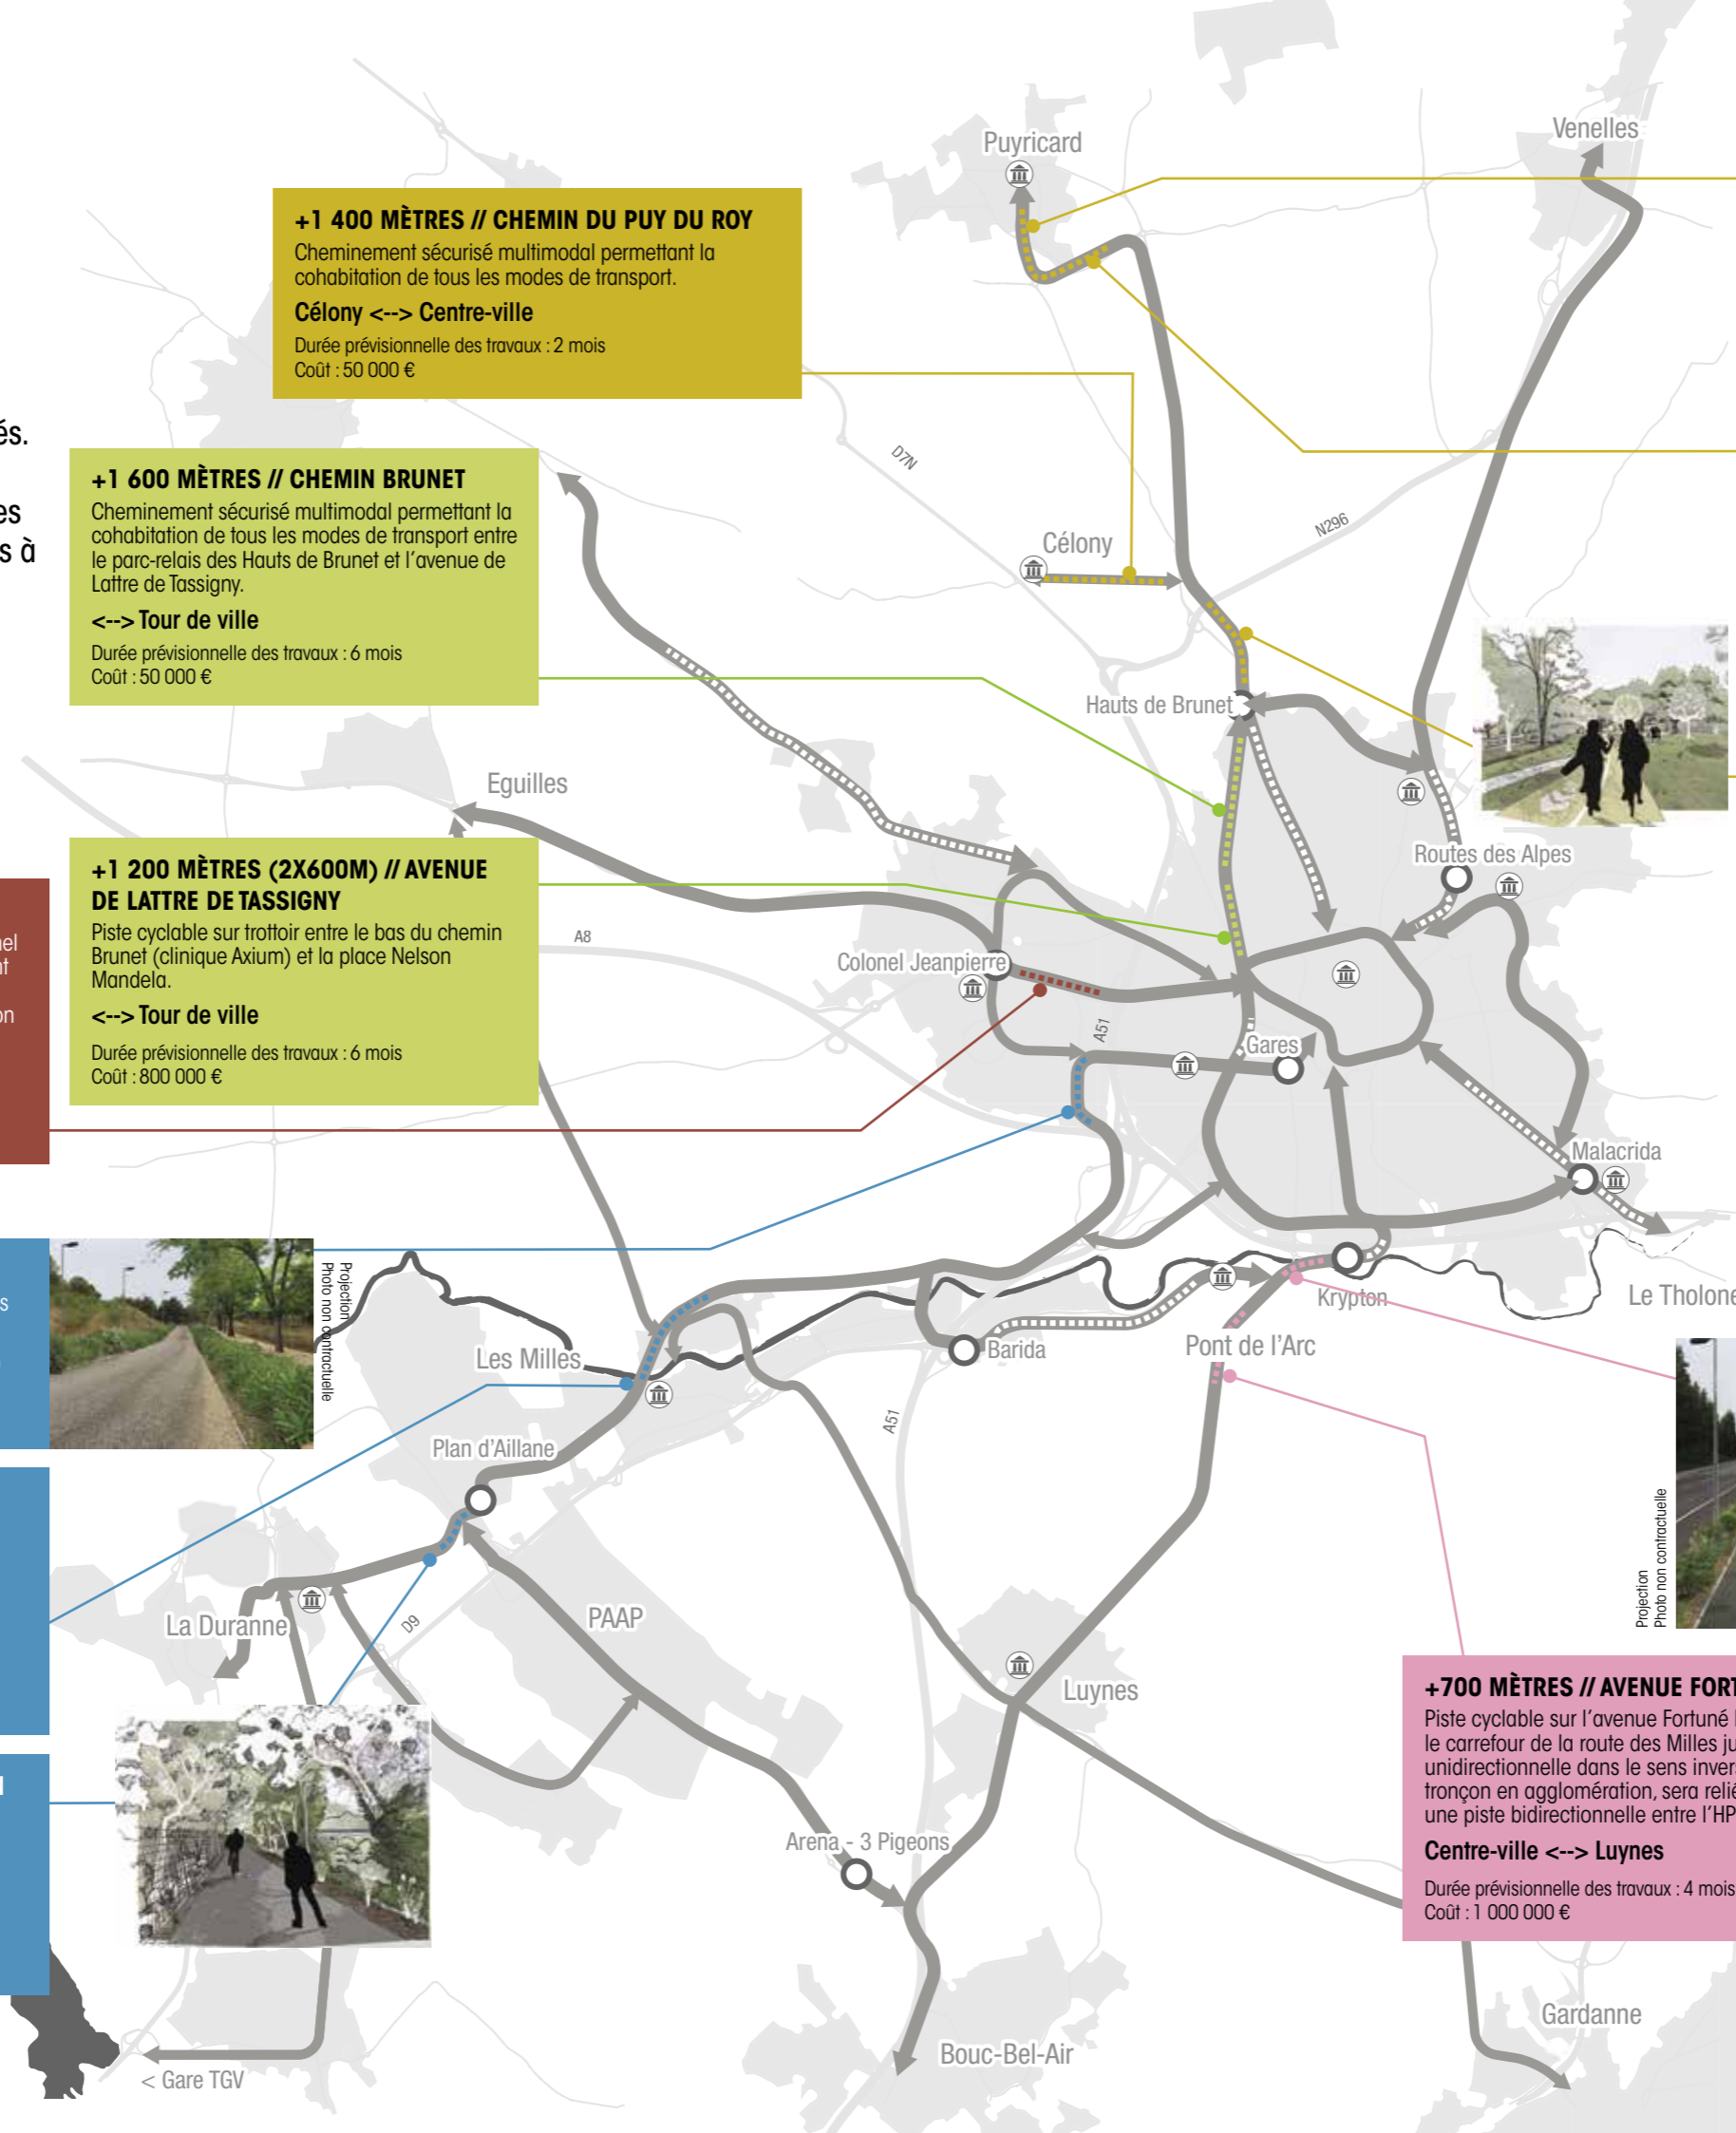 Puyricard
Venelles
+1 400 MÈTRES // CHEMIN DU PUY DU ROY
Cheminement sécurisé multimodal permettant la
cohabitation de tous les modes de transport.
Célony <--> Centre-ville
Durée prévisionnelle des travaux : 2 mois
Coût : 50 000 €
és.
es
s à
D7N
N296
Célony
+1 600 MÈTRES // CHEMIN BRUNET
Cheminement sécurisé multimodal permettant la
cohabitation de tous les modes de transport entre
le parc-relais des Hauts de Brunet et l'avenue de
Lattre de Tassigny.
<--> Tour de ville
Durée prévisionnelle des travaux : 6 mois
Coût : 50 000 €
Hauts de Brunet
Eguilles
Routes des Alpes
+1 200 MÈTRES (2X600M) // AVENUE
DE LATTRE DE TASSIGNY
Piste cyclable sur trottoir entre le bas du chemin
Brunet (clinique Axium) et la place Nelson
Mandela.
<--> Tour de ville
Durée prévisionnelle des travaux : 6 mois
Coût : 800 000 €
nel
nt
on
A8
Colonel Jeanpierre
A51
Gares
Malacrida
s
Projection
Photo non contractuelle
Le Tholone
Krypton
Pont de l'Arc
Barida
Les Milles
A51
Plan d'Aillane
Projection
Photo non contractuelle
La Duranne
D9
PAAP
Luynes
+700 MÈTRES // AVENUE FORT
Piste cyclable sur l'avenue Fortuné
le carrefour de la route des Milles ju
unidirectionnelle dans le sens inver
tronçon en agglomération, sera relié
une piste bidirectionnelle entre l'HP
Centre-ville <--> Luynes
Durée prévisionnelle des travaux : 4 mois
Coût : 1 000 000 €
Arena - 3 Pigeons
Gardanne
Bouc-Bel-Air
< Gare TGV